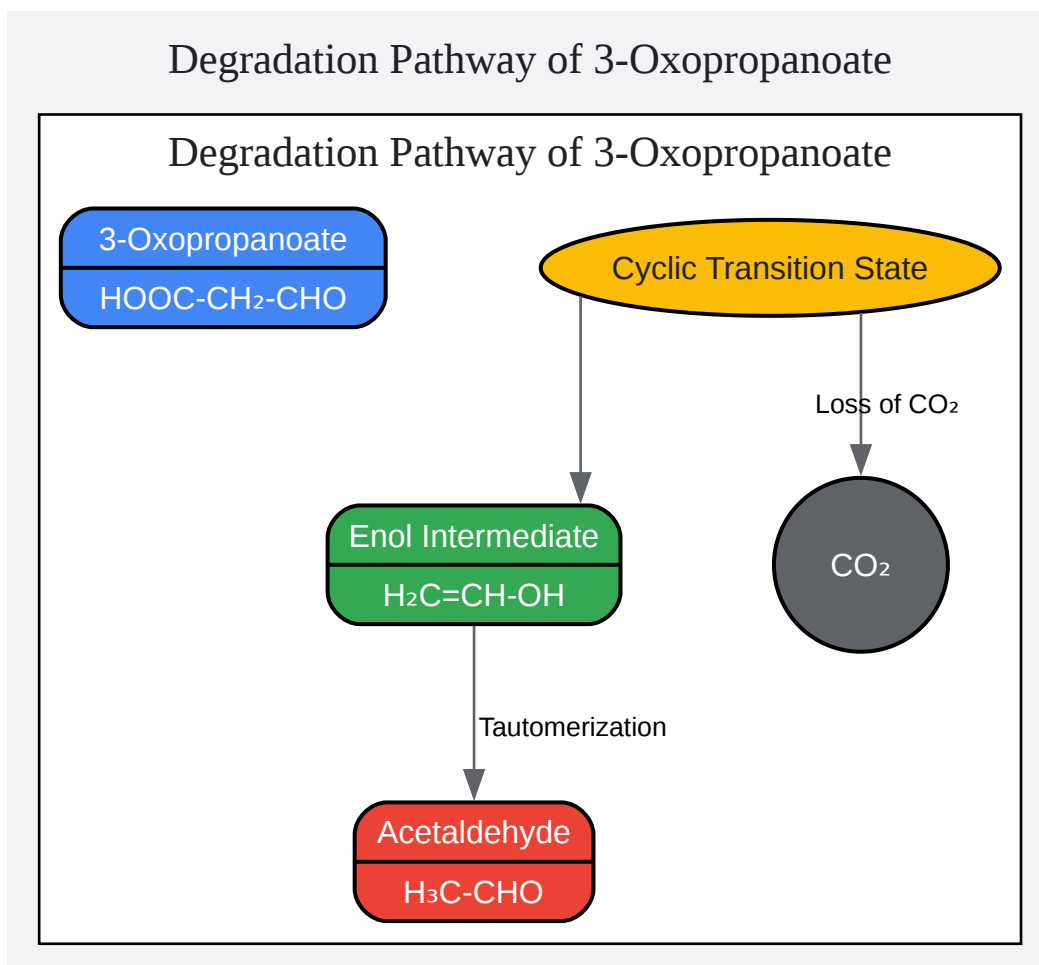 Degradation Pathway of 3-Oxopropanoate
Degradation Pathway of 3-Oxopropanoate
3-Oxopropanoate
HOOC-CH₂-CHO
Cyclic Transition State
Loss of CO₂
Enol Intermediate
H₂C=CH-OH
CO₂
Tautomerization
Acetaldehyde
H₃C-CHO